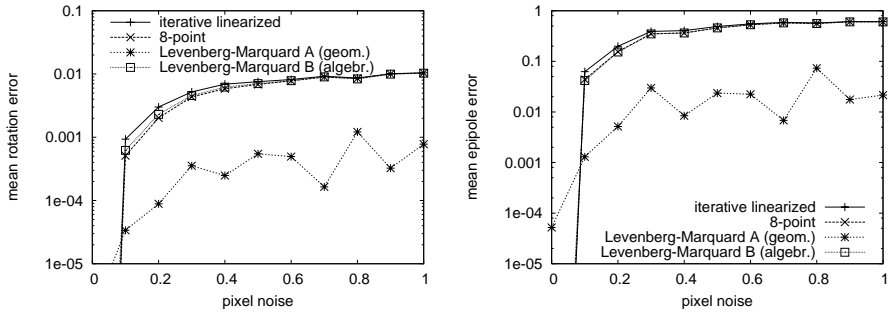 0.1
0.01
0.001
1e-04
1e-05
mean rotation error
iterative linearized
8-point
Levenberg-Marquard A (geom.)
Levenberg-Marquard B (algebr.)
0 0.2 0.4 0.6 0.8 1
pixel noise
1
0.1
0.01
0.001
1e-04
1e-05
mean epipole error
iterative linearized
8-point
Levenberg-Marquard A (geom.)
Levenberg-Marquard B (algebr.)
0 0.2 0.4 0.6 0.8 1
pixel noise